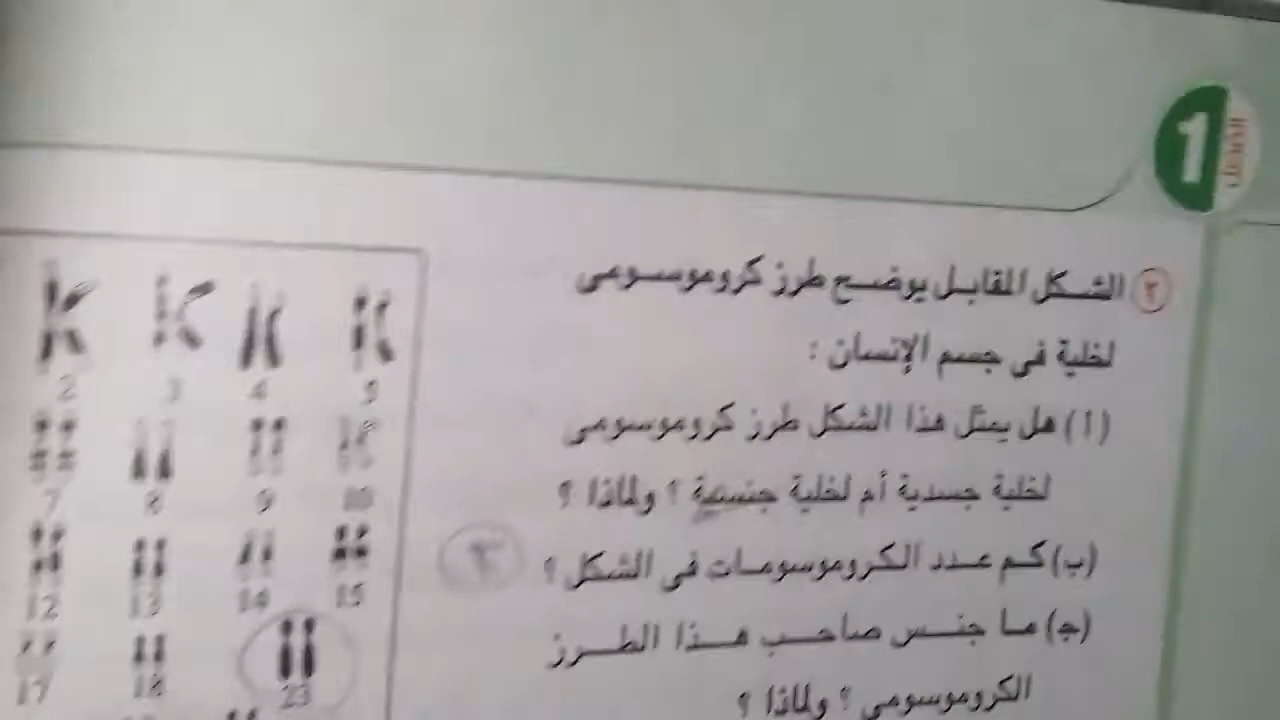 1
٢ الشكل المقابل يوضح طرز كروموسومى
لخلية فى جسم الإنسان :
(أ) هل يمثل هذا الشكل طرز كروموسومى
لخلية جسدية أم لخلية جنسية ؟ ولماذا ؟
(ب) كم عدد الكروموسومات فى الشكل ؟
(ج) ما جنس صاحب هذا الطرز
الكروموسومى ؟ ولماذا ؟
2 3 4 5
7 8 9 10
12 13 14 15
17 18 23